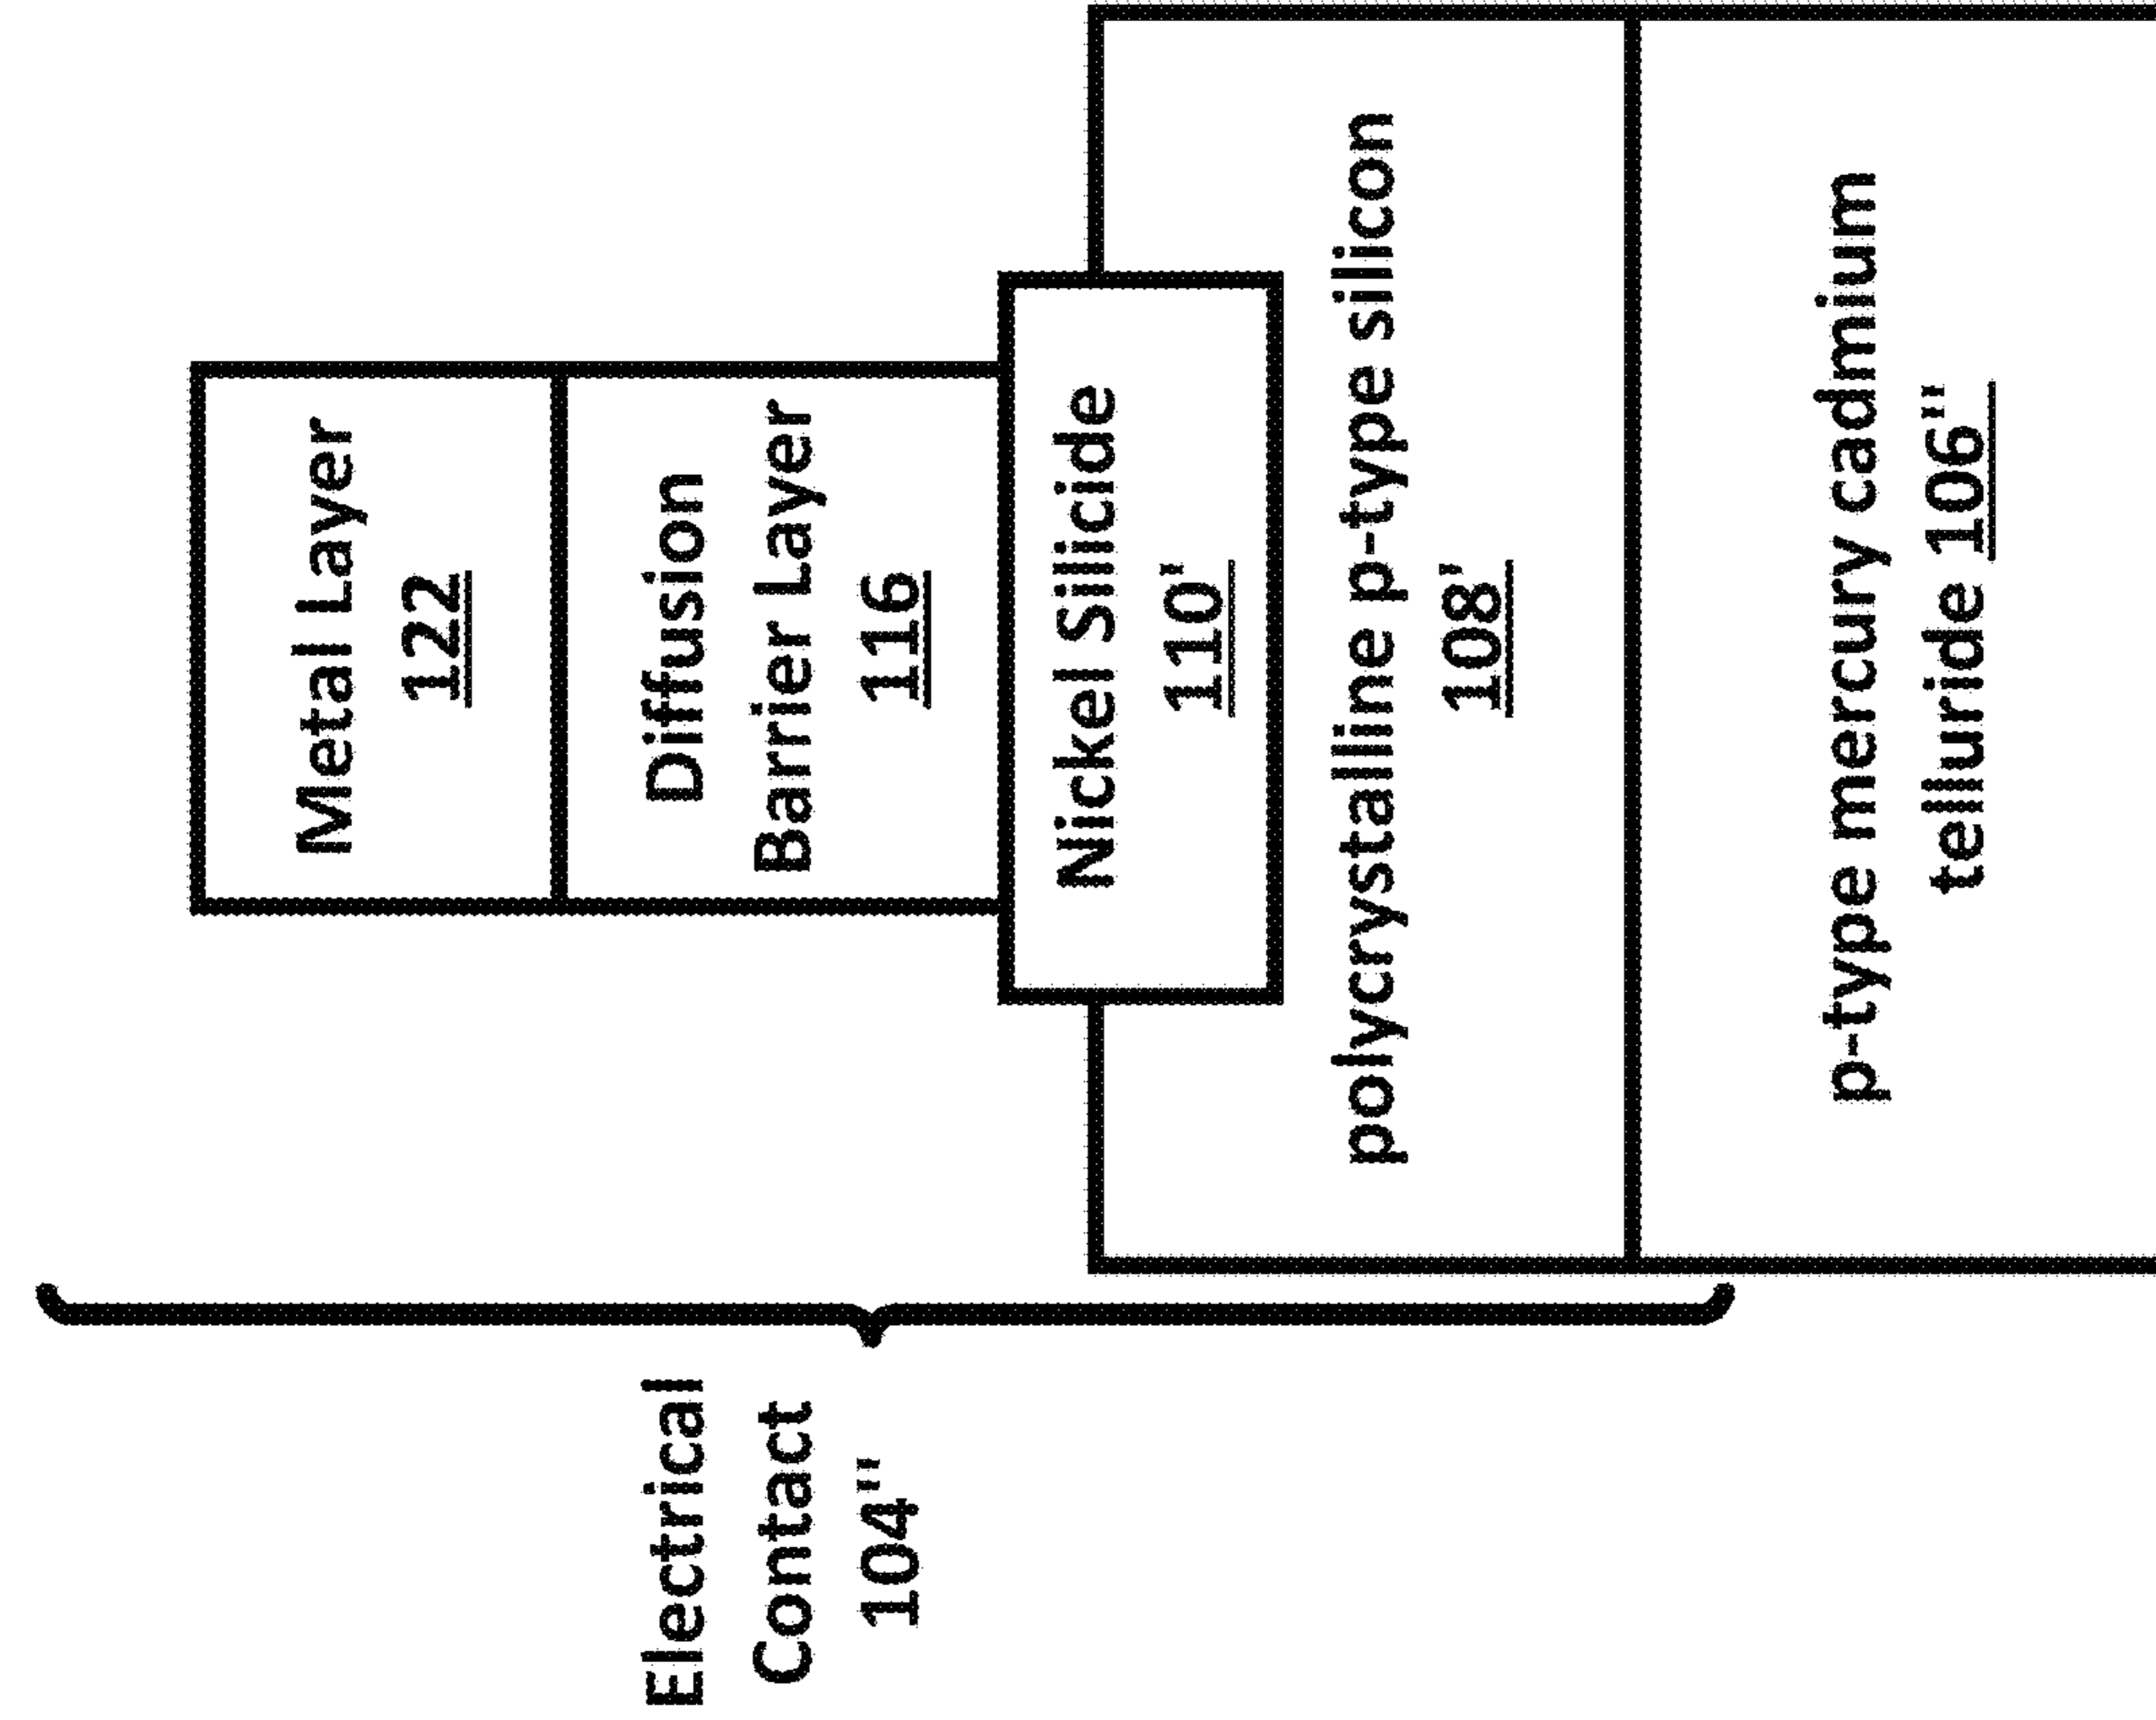 Electrical
Contact
104"
Metal Layer
122
Diffusion
Barrier Layer
116
Nickel Silicide
110'
polycrystalline p-type silicon
108'
p-type mercury cadmium
telluride 106"